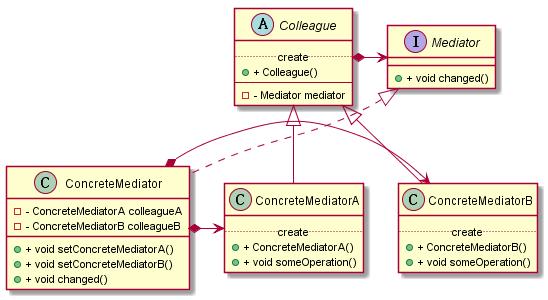 A Colleague
create
+ Colleague()
- Mediator mediator
I Mediator
+ void changed()
C ConcreteMediator
- ConcreteMediatorA colleagueA
- ConcreteMediatorB colleagueB
+ void setConcreteMediatorA()
+ void setConcreteMediatorB()
+ void changed()
C ConcreteMediatorA
create
+ ConcreteMediatorA()
+ void someOperation()
C ConcreteMediatorB
create
+ ConcreteMediatorB()
+ void someOperation()